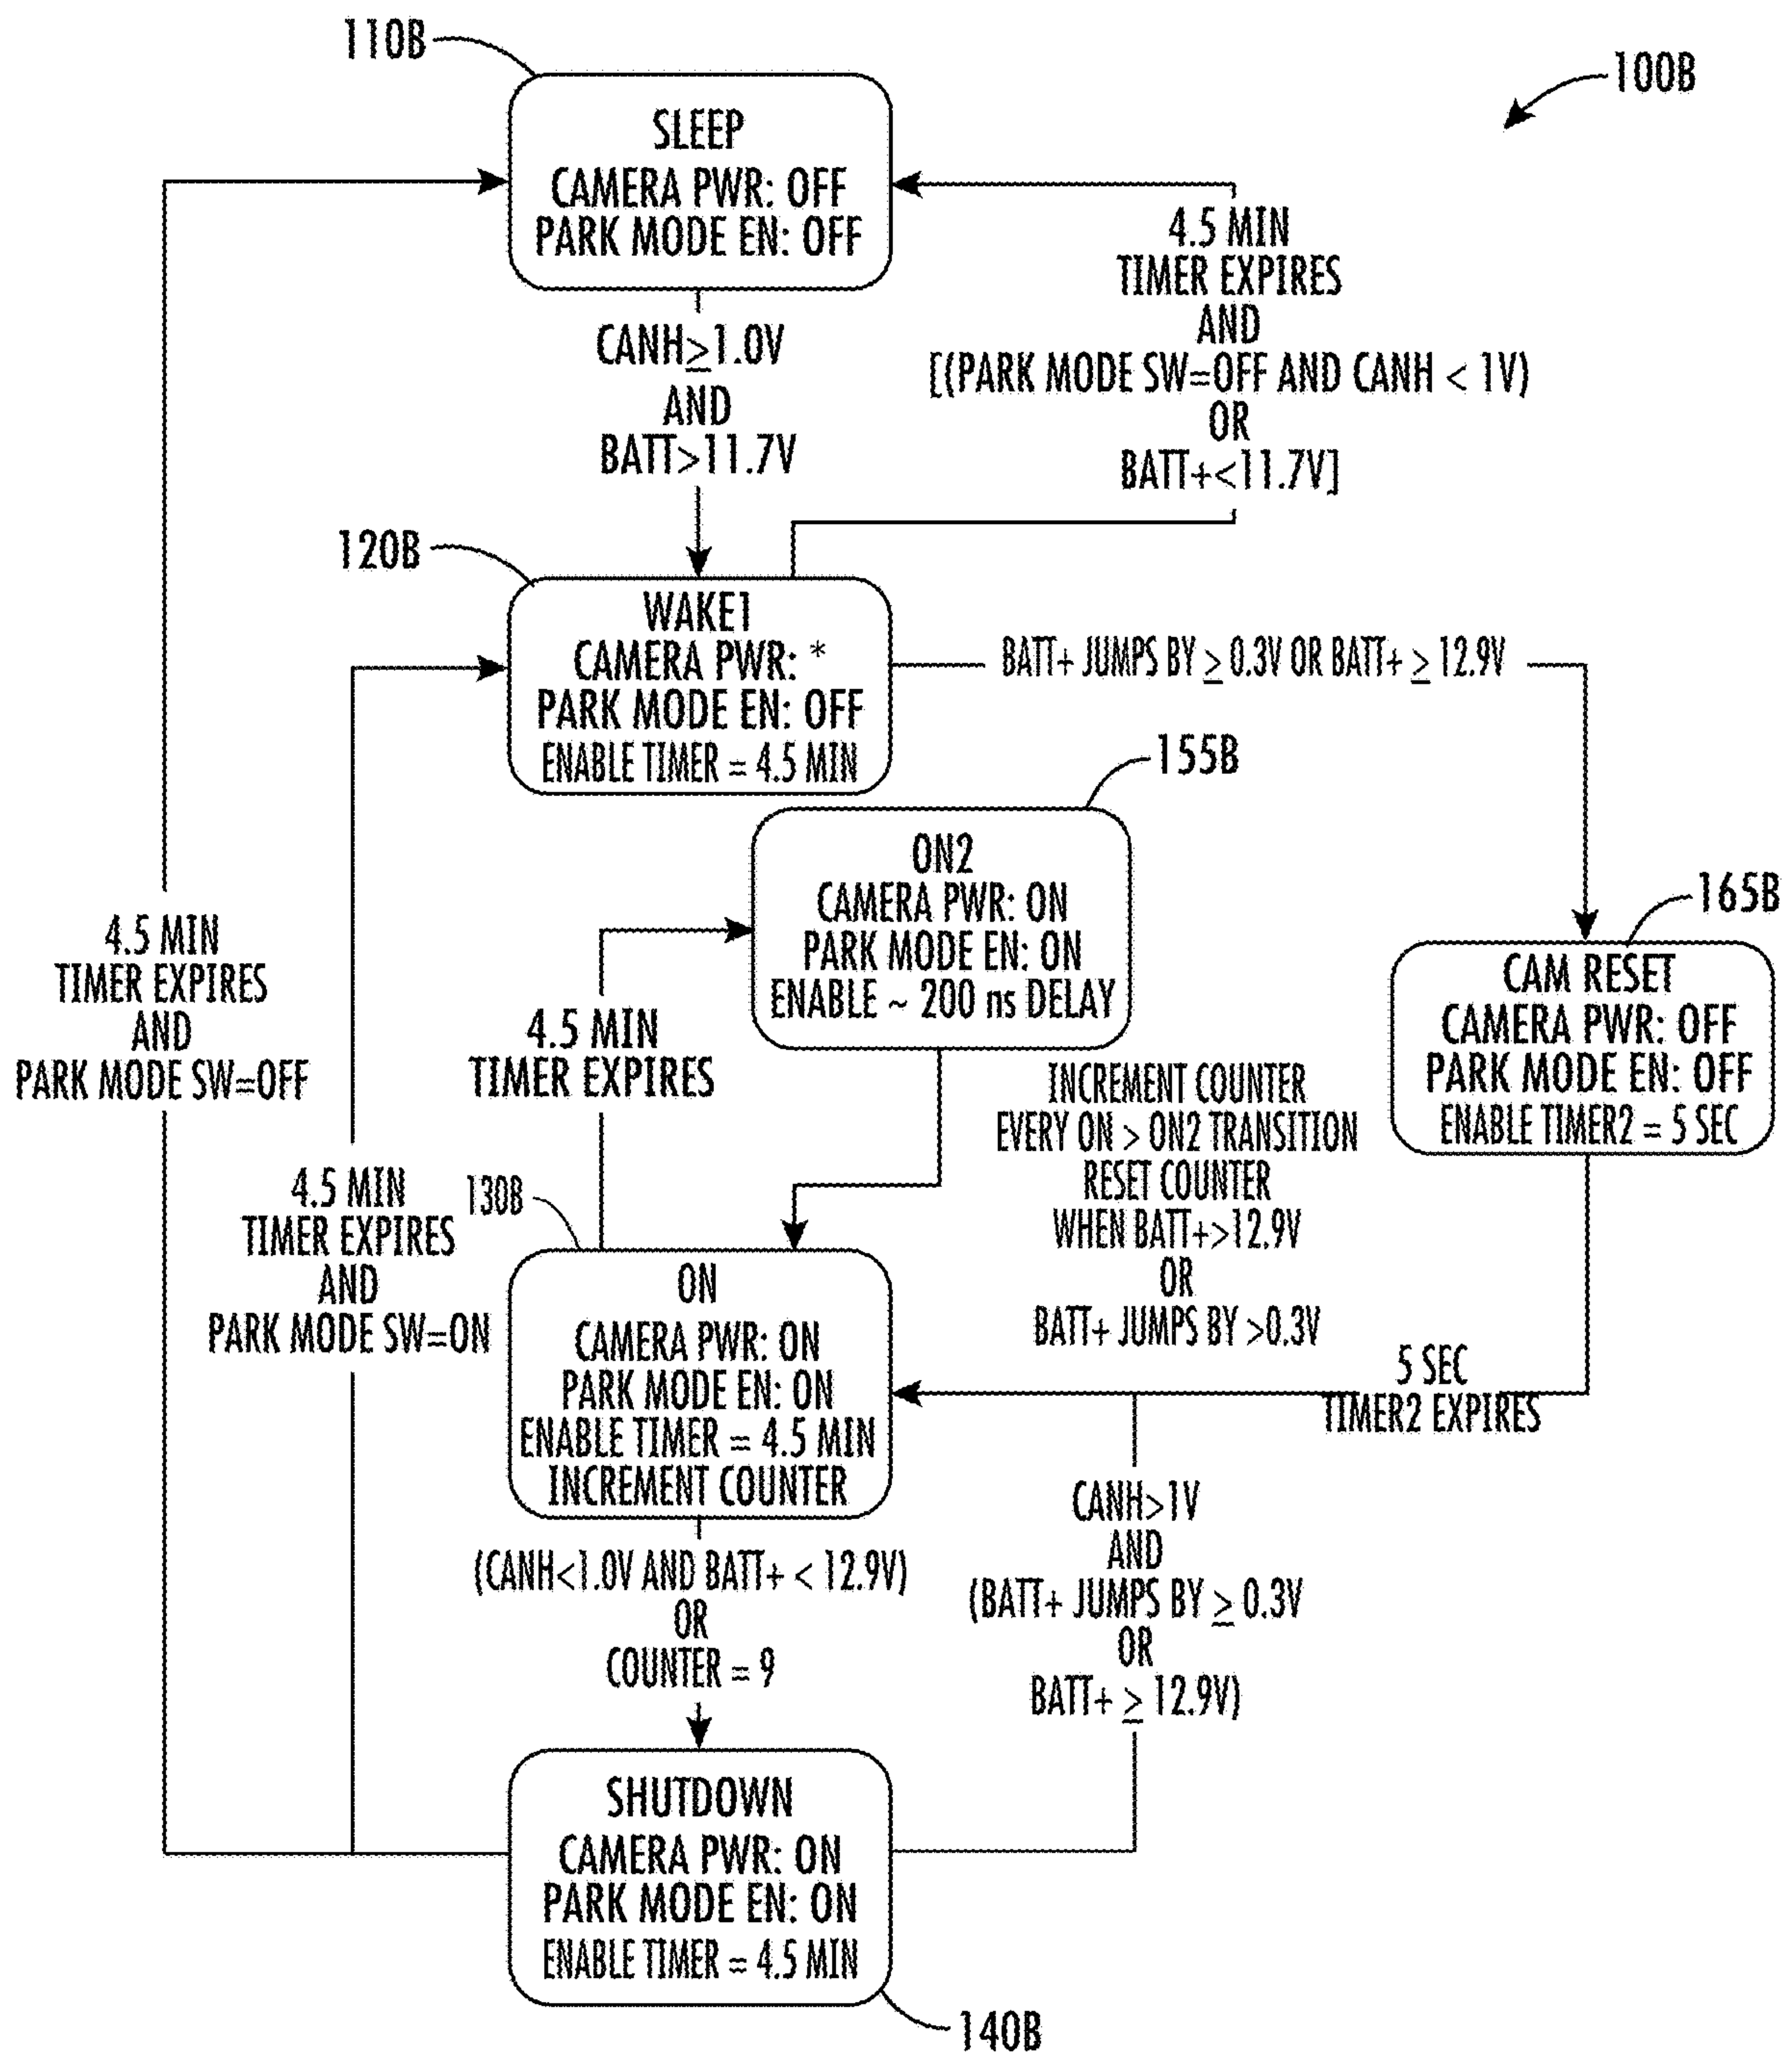 110B
100B
SLEEP
CAMERA PWR: OFF
PARK MODE EN: OFF
CANH≥1.0V
AND
BATT>11.7V
4.5 MIN
TIMER EXPIRES
AND
[(PARK MODE SW=OFF AND CANH < 1V)
OR
BATT+<11.7V]
120B
WAKE1
CAMERA PWR: *
PARK MODE EN: OFF
ENABLE TIMER = 4.5 MIN
BATT+ JUMPS BY ≥ 0.3V OR BATT+ ≥ 12.9V
155B
ON2
CAMERA PWR: ON
PARK MODE EN: ON
ENABLE ~ 200 ns DELAY
165B
CAM RESET
CAMERA PWR: OFF
PARK MODE EN: OFF
ENABLE TIMER2 = 5 SEC
4.5 MIN
TIMER EXPIRES
AND
PARK MODE SW=OFF
4.5 MIN
TIMER EXPIRES
INCREMENT COUNTER
EVERY ON > ON2 TRANSITION
RESET COUNTER
WHEN BATT+>12.9V
OR
BATT+ JUMPS BY >0.3V
4.5 MIN
TIMER EXPIRES
AND
PARK MODE SW=ON
130B
ON
CAMERA PWR: ON
PARK MODE EN: ON
ENABLE TIMER = 4.5 MIN
INCREMENT COUNTER
5 SEC
TIMER2 EXPIRES
(CANH<1.0V AND BATT+ < 12.9V)
OR
COUNTER = 9
CANH>1V
AND
(BATT+ JUMPS BY ≥ 0.3V
OR
BATT+ ≥ 12.9V)
SHUTDOWN
CAMERA PWR: ON
PARK MODE EN: ON
ENABLE TIMER = 4.5 MIN
140B